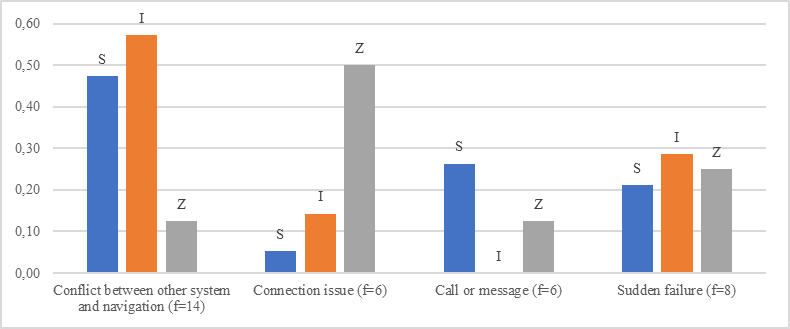 0,60
0,50
0,40
0,30
0,20
0,10
0,00
S
I
Z
S
I
Z
S
I
Z
S
I
Z
Conflict between other system
and navigation (f=14)
Connection issue (f=6)
Call or message (f=6)
Sudden failure (f=8)